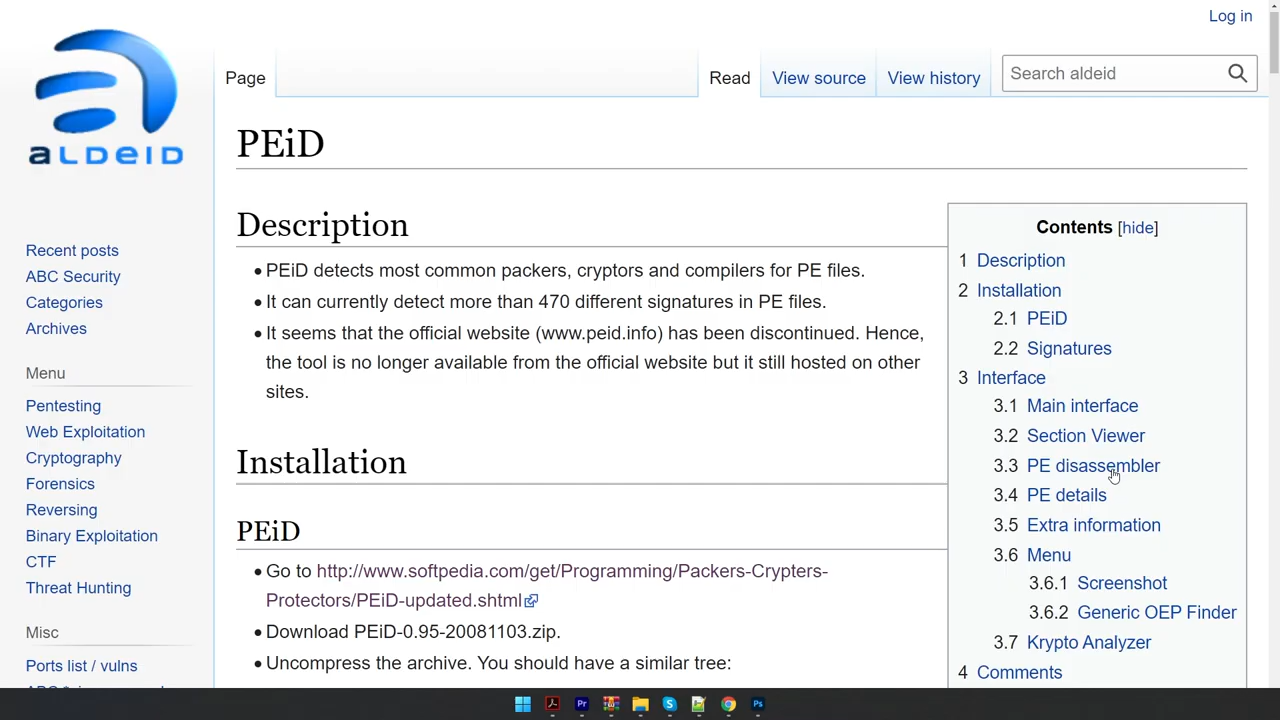 Log in
aLDeID
Page
Read
View source
View history
Search aldeid
PEiD
Description
• PEiD detects most common packers, cryptors and compilers for PE files.
• It can currently detect more than 470 different signatures in PE files.
• It seems that the official website (www.peid.info) has been discontinued. Hence,
the tool is no longer available from the official website but it still hosted on other
sites.
Installation
PEiD
• Go to http://www.softpedia.com/get/Programming/Packers-Crypters-
Protectors/PEiD-updated.shtml
• Download PEiD-0.95-20081103.zip.
• Uncompress the archive. You should have a similar tree:
Contents [hide]
1 Description
2 Installation
2.1 PEiD
2.2 Signatures
3 Interface
3.1 Main interface
3.2 Section Viewer
3.3 PE disassembler
3.4 PE details
3.5 Extra information
3.6 Menu
3.6.1 Screenshot
3.6.2 Generic OEP Finder
3.7 Krypto Analyzer
4 Comments
Recent posts
ABC Security
Categories
Archives
Menu
Pentesting
Web Exploitation
Cryptography
Forensics
Reversing
Binary Exploitation
CTF
Threat Hunting
Misc
Ports list / vulns
Pr
Ps